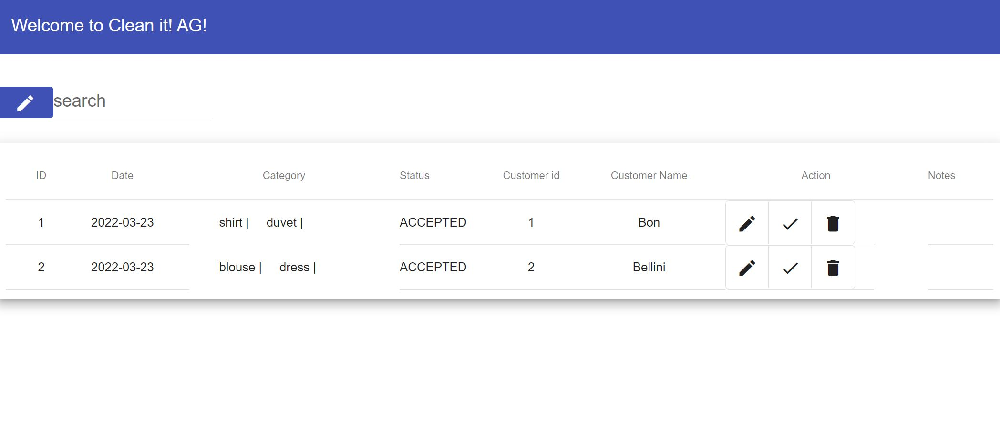 Welcome to Clean it! AG!
search
ID Date Category Status Customer id Customer Name Action Notes
1 2022-03-23 shirt | duvet | ACCEPTED 1 Bon
2 2022-03-23 blouse | dress | ACCEPTED 2 Bellini